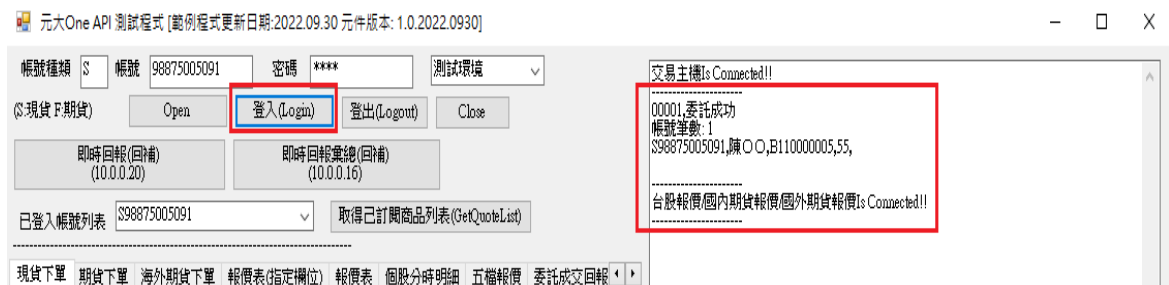 元大One API 測試程式 [範例程式更新日期:2022.09.30 元件版本: 1.0.2022.0930]
帳號種類 S 帳號 98875005091 密碼 **** 測試環境
(S:現貨 F:期貨) Open 登入(Login) 登出(Logout) Close
即時回報(回補)
(10.0.0.20)
即時回報彙總(回補)
(10.0.0.16)
已登入帳號列表 S98875005091 取得己訂閱商品列表(GetQuoteList)
----------------------------------------------------------------------
現貨下單 期貨下單 海外期貨下單 報價表(指定欄位) 報價表 個股分時明細 五檔報價 委託成交回報
交易主機Is Connected!!
----------------------
00001,委託成功
帳號筆數: 1
S98875005091,陳○○,B110000005,55,
----------------------
台股報價/國內期貨報價/國外期貨報價Is Connected!!
----------------------